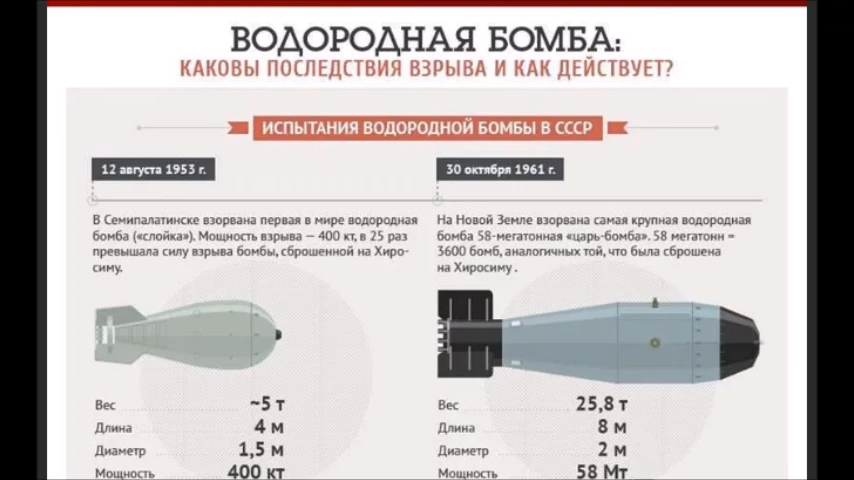 ВОДОРОДНАЯ БОМБА:
КАКОВЫ ПОСЛЕДСТВИЯ ВЗРЫВА И КАК ДЕЙСТВУЕТ?
ИСПЫТАНИЯ ВОДОРОДНОЙ БОМБЫ В СССР
12 августа 1953 г.
В Семипалатинске взорвана первая в мире водородная
бомба («слойка»). Мощность взрыва — 400 кт, в 25 раз
превышала силу взрыва бомбы, сброшенной на Хиро-
симу.
Вес ~5 т
Длина 4 м
Диаметр 1,5 м
Мощность 400 кт
30 октября 1961 г.
На Новой Земле взорвана самая крупная водородная
бомба 58-мегатонная «царь-бомба». 58 мегатонн =
3600 бомб, аналогичных той, что была сброшена
на Хиросиму .
Вес 25,8 т
Длина 8 м
Диаметр 2 м
Мощность 58 Мт